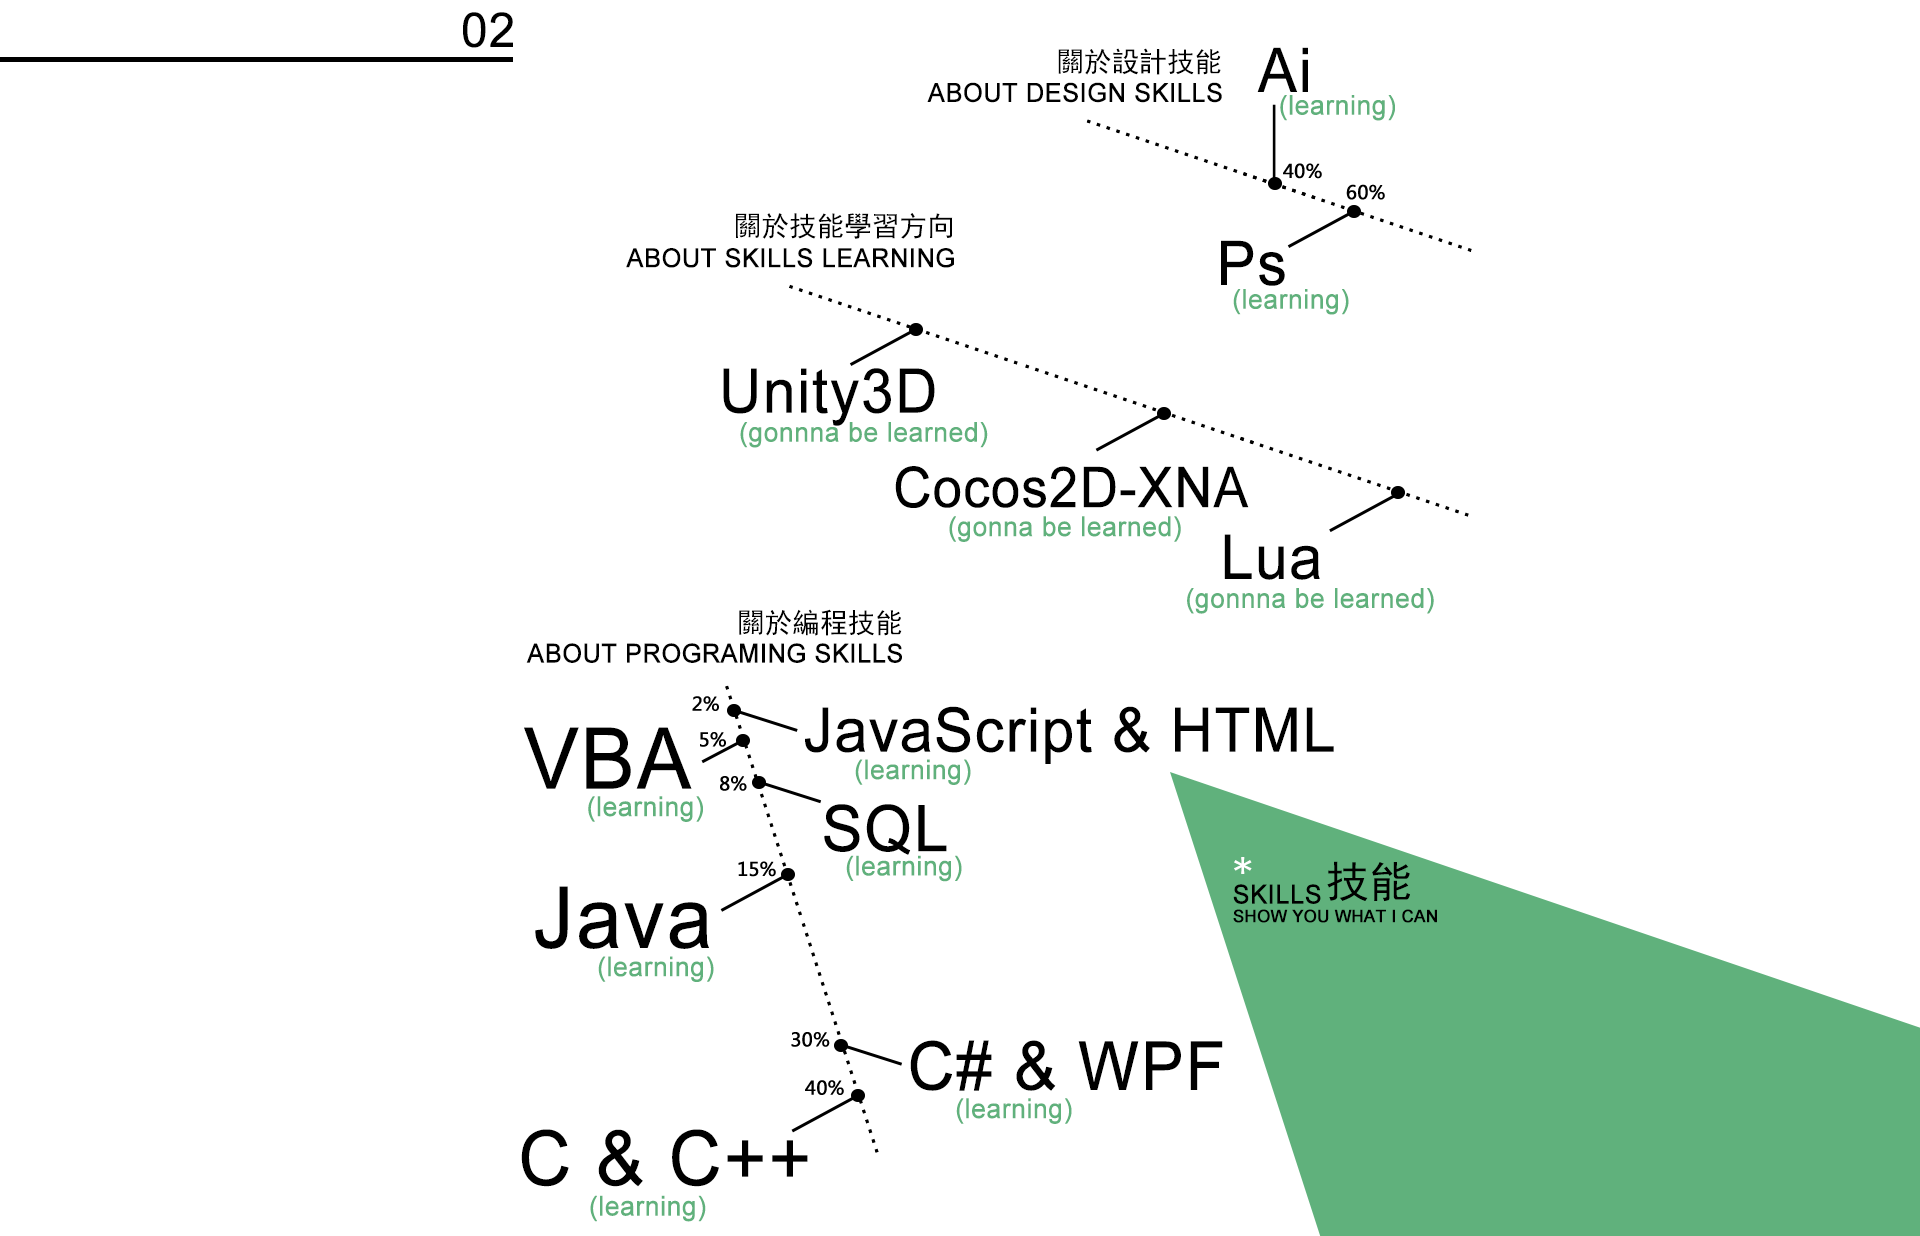 02
關於設計技能
ABOUT DESIGN SKILLS
Ai
(learning)
40%
60%
Ps
(learning)
關於技能學習方向
ABOUT SKILLS LEARNING
Unity3D
(gonnna be learned)
Cocos2D-XNA
(gonna be learned)
Lua
(gonnna be learned)
關於編程技能
ABOUT PROGRAMING SKILLS
2%
JavaScript & HTML
(learning)
5%
VBA
(learning)
8%
SQL
(learning)
15%
Java
(learning)
30%
C# & WPF
(learning)
40%
C & C++
(learning)
*
SKILLS 技能
SHOW YOU WHAT I CAN